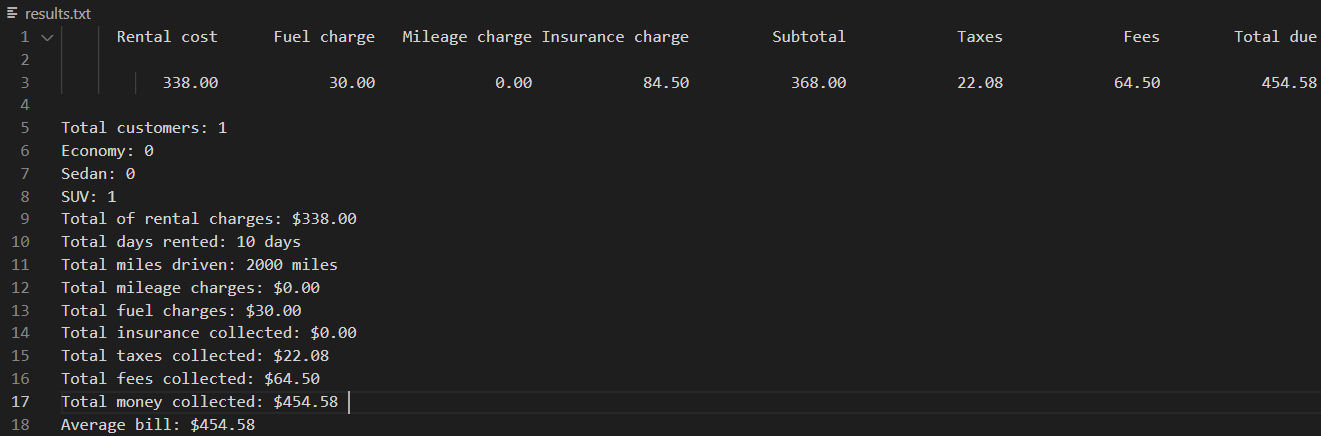 results.txt
1 Rental cost Fuel charge Mileage charge Insurance charge Subtotal Taxes Fees Total due
2
3 338.00 30.00 0.00 84.50 368.00 22.08 64.50 454.58
4
5 Total customers: 1
6 Economy: 0
7 Sedan: 0
8 SUV: 1
9 Total of rental charges: $338.00
10 Total days rented: 10 days
11 Total miles driven: 2000 miles
12 Total mileage charges: $0.00
13 Total fuel charges: $30.00
14 Total insurance collected: $0.00
15 Total taxes collected: $22.08
16 Total fees collected: $64.50
17 Total money collected: $454.58
18 Average bill: $454.58